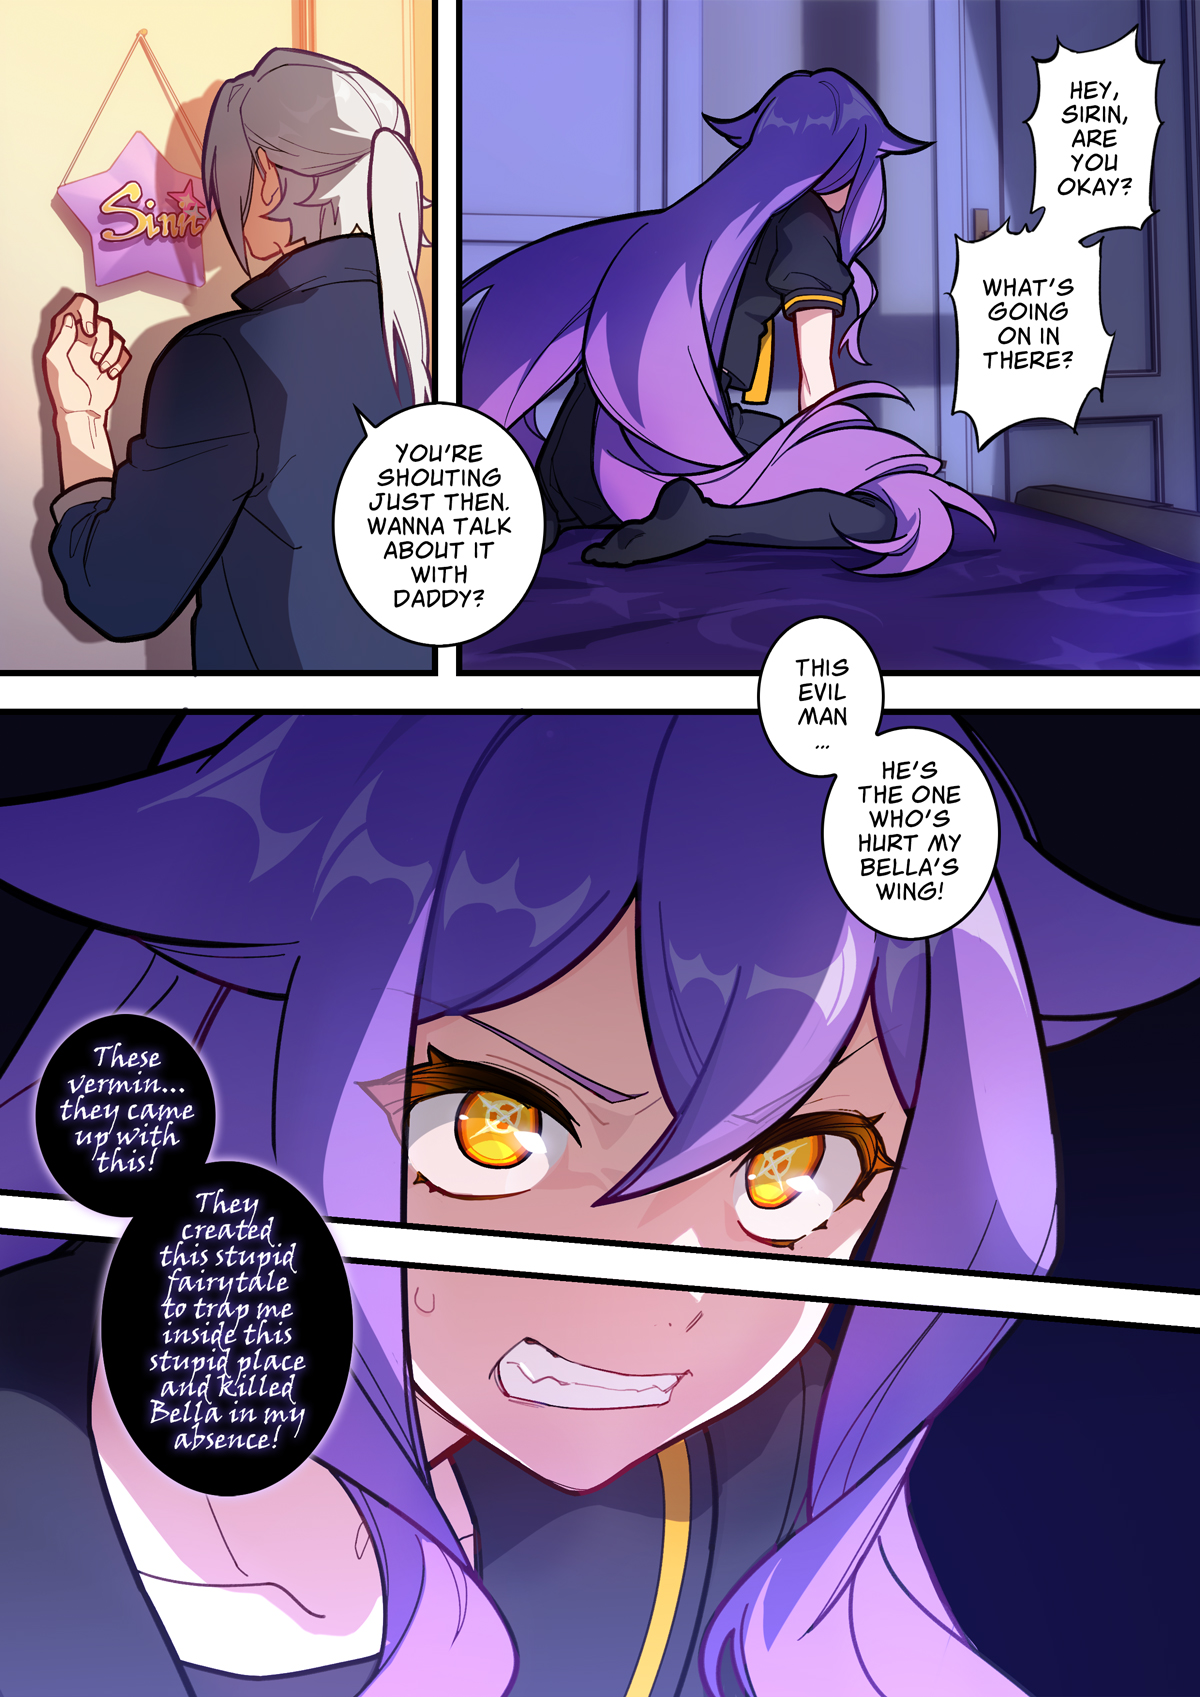 Sirin
HEY,
SIRIN,
ARE
YOU
OKAY?
WHAT'S
GOING
ON IN
THERE?
YOU'RE
SHOUTING
JUST THEN.
WANNA TALK
ABOUT IT
WITH
DADDY?
THIS
EVIL
MAN
...
HE'S
THE ONE
WHO'S
HURT MY
BELLA'S
WING!
These
vermin...
they came
up with
this!
They
created
this stupid
fairytale
to trap me
inside this
stupid place
and killed
Bella in my
absence!